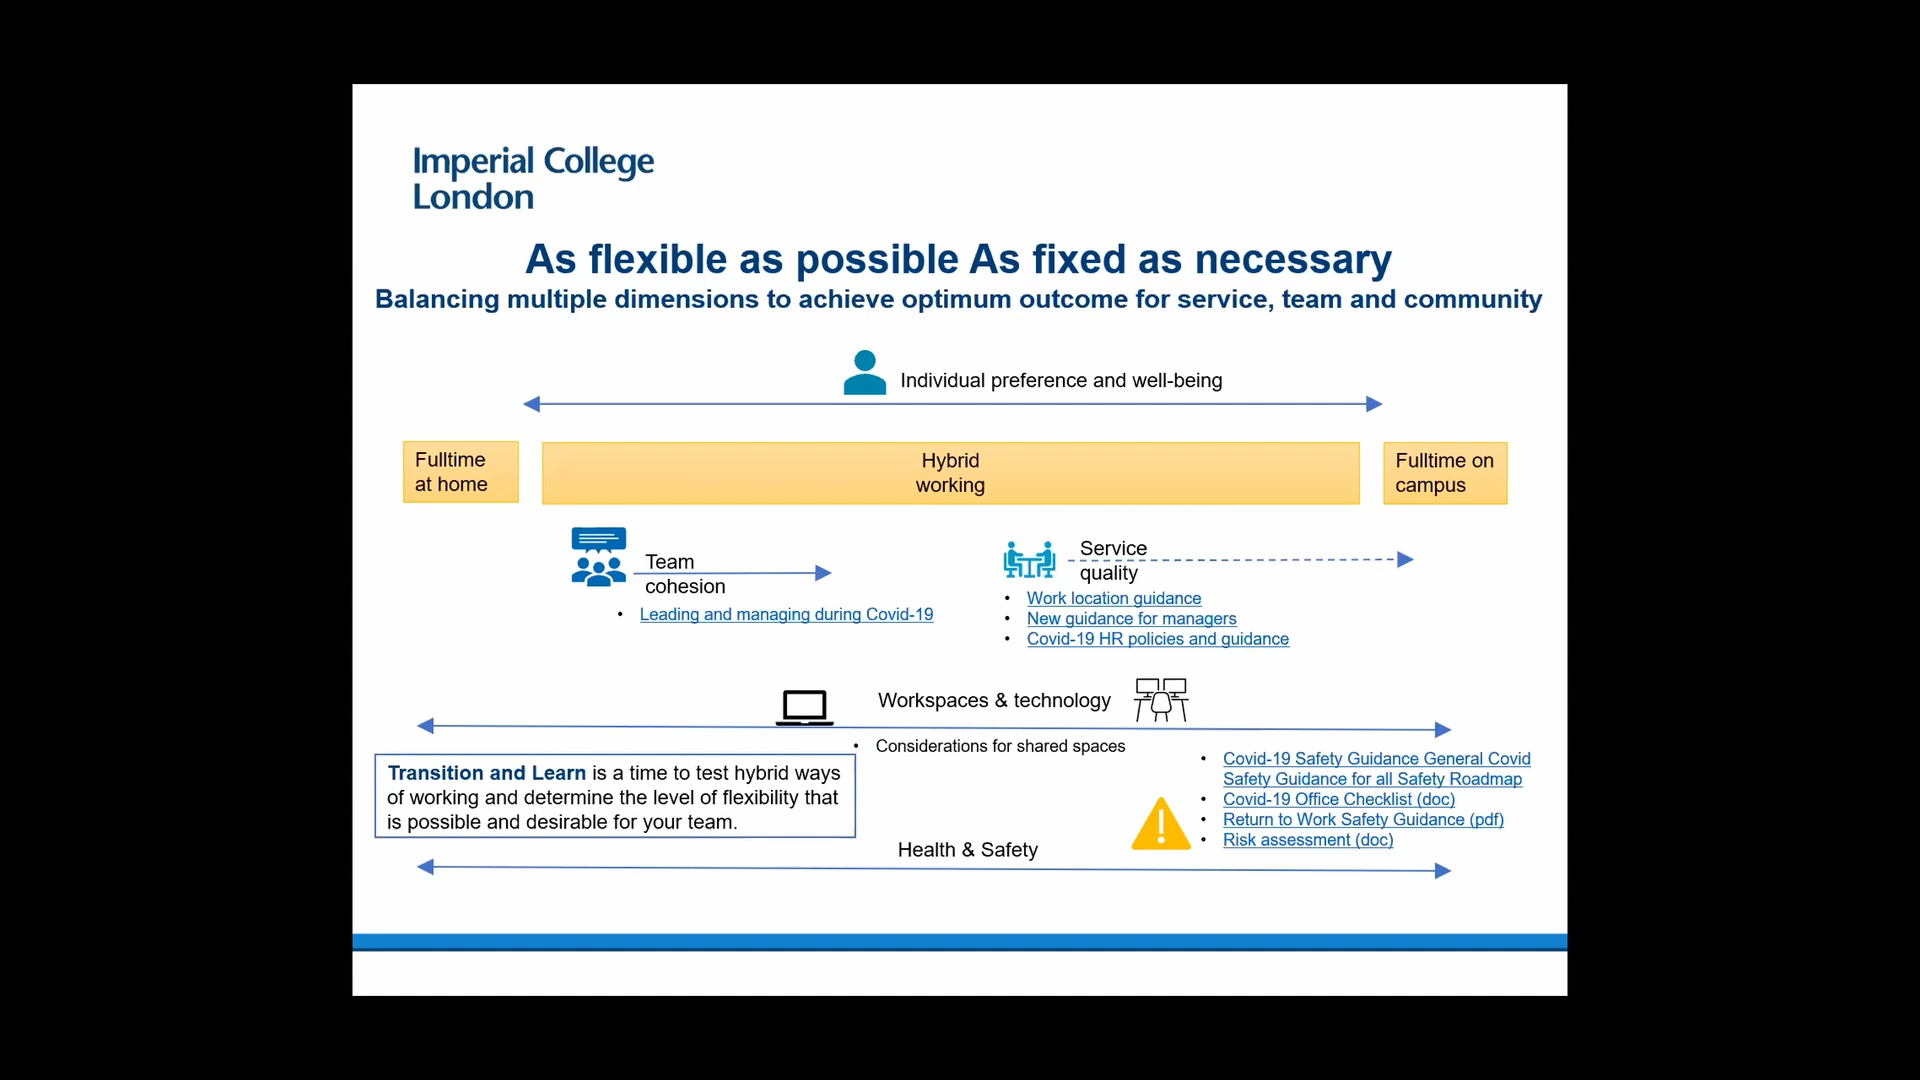 Imperial College
London
As flexible as possible As fixed as necessary
Balancing multiple dimensions to achieve optimum outcome for service, team and community
Individual preference and well-being
Fulltime
at home
Hybrid
working
Fulltime on
campus
Team
cohesion
• Leading and managing during Covid-19
Service
quality
• Work location guidance
• New guidance for managers
• Covid-19 HR policies and guidance
Workspaces & technology
• Considerations for shared spaces
Transition and Learn is a time to test hybrid ways
of working and determine the level of flexibility that
is possible and desirable for your team.
• Covid-19 Safety Guidance General Covid
Safety Guidance for all Safety Roadmap
• Covid-19 Office Checklist (doc)
• Return to Work Safety Guidance (pdf)
• Risk assessment (doc)
Health & Safety